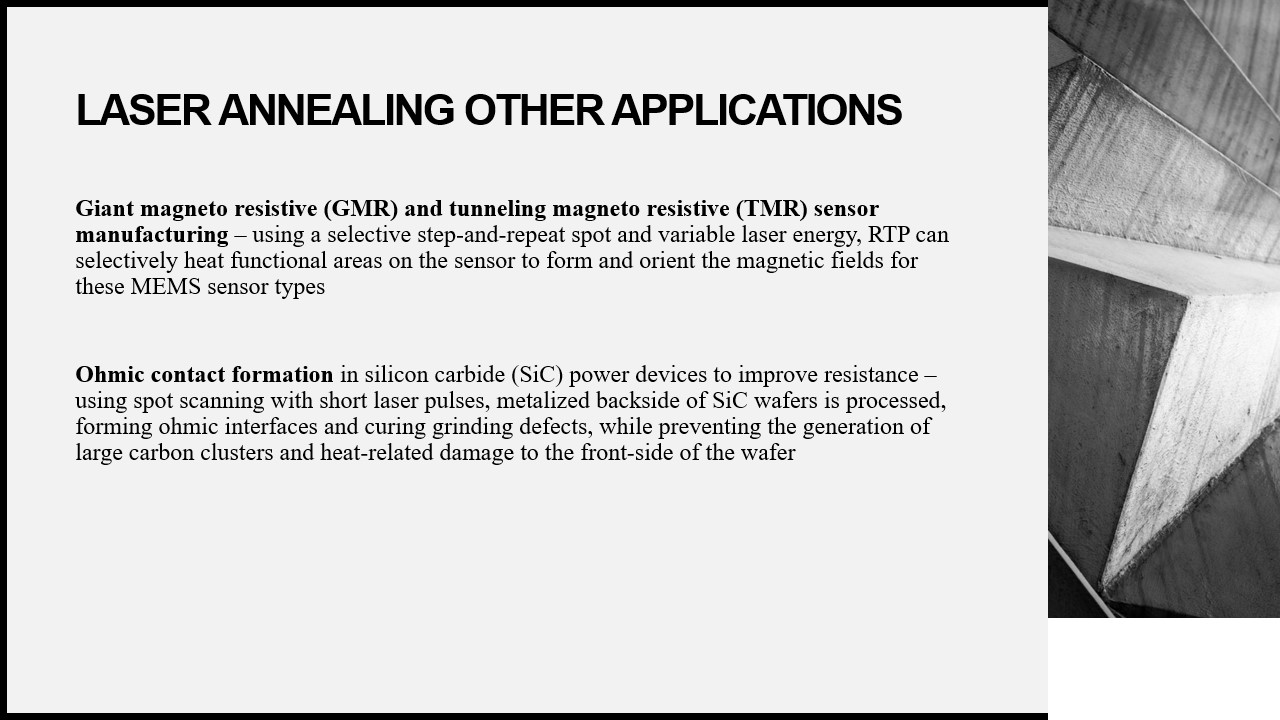 LASER ANNEALING OTHER APPLICATIONS
Giant magneto resistive (GMR) and tunneling magneto resistive (TMR) sensor
manufacturing – using a selective step-and-repeat spot and variable laser energy, RTP can
selectively heat functional areas on the sensor to form and orient the magnetic fields for
these MEMS sensor types
Ohmic contact formation in silicon carbide (SiC) power devices to improve resistance –
using spot scanning with short laser pulses, metalized backside of SiC wafers is processed,
forming ohmic interfaces and curing grinding defects, while preventing the generation of
large carbon clusters and heat-related damage to the front-side of the wafer